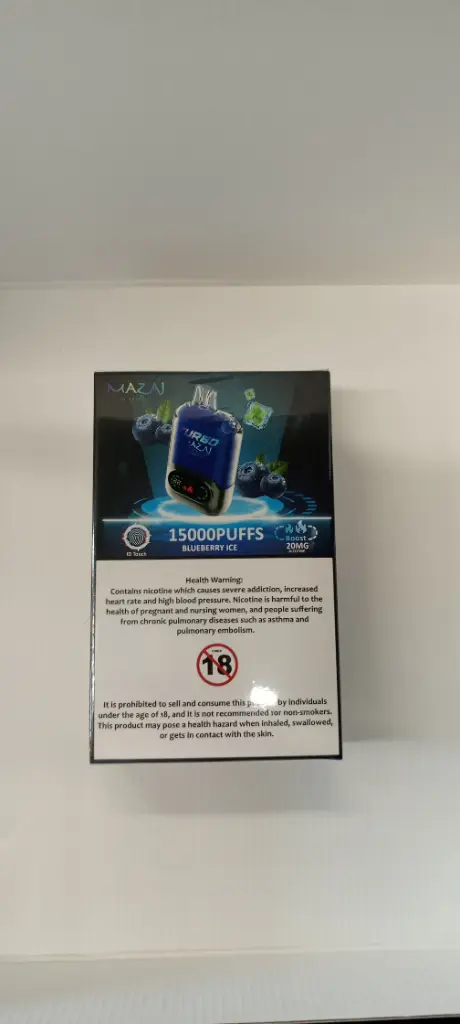 MAZAJ
TURBO
MAZAJ
15000PUFFS
BLUEBERRY ICE
ID Touch
Boost
20MG
Health Warning:
Contains nicotine which causes severe addiction, increased
heart rate and high blood pressure. Nicotine is harmful to the
health of pregnant and nursing women, and people suffering
from chronic pulmonary diseases such as asthma and
pulmonary embolism.
18
It is prohibited to sell and consume this by individuals
under the age of 18, and it is not recommended for non-smokers.
This product may pose a health hazard when inhaled, swallowed,
or gets in contact with the skin.